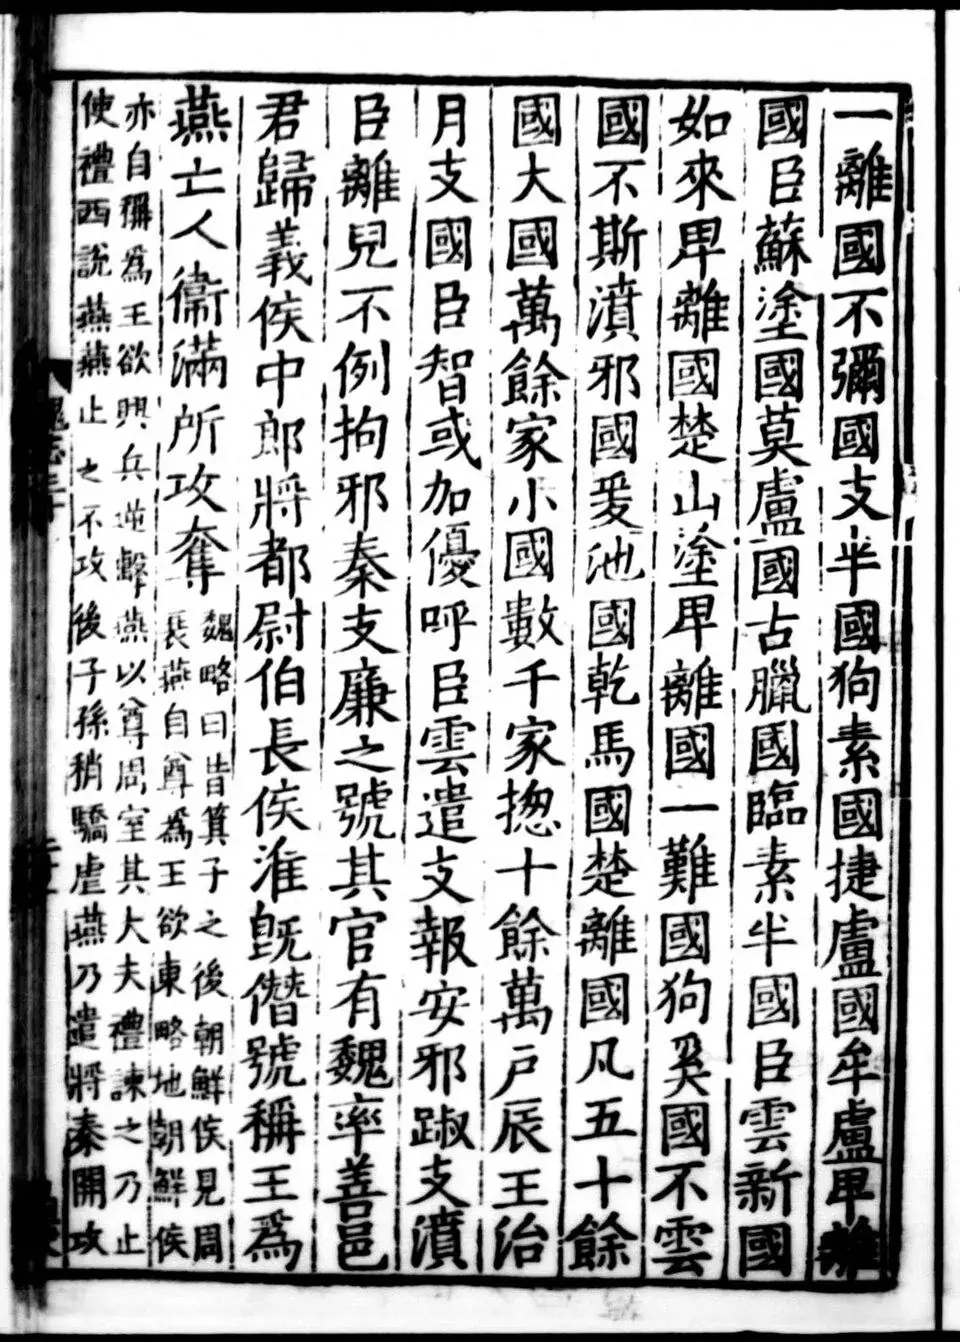 一離國不彌國支半國狗素國捷盧國牟盧卑離
國臣蘇塗國莫盧國古臘國臨素半國臣雲新國
如來卑離國楚山塗卑離國一難國狗奚國不雲
國不斯濆邪國爰池國乾馬國楚離國凡五十餘
國大國萬餘家小國數千家揔十餘萬戶辰王治
月支國臣智或加優呼臣雲遣支報安邪踧支濆
臣離兒不例拘邪秦支廉之號其官有魏率善邑
君歸義侯中郎將都尉伯長侯淮旣僭號稱王爲
燕亡人衞滿所攻奪
魏略曰昔箕子之後朝鮮侯見周
衰燕自尊爲王欲東略地朝鮮侯
亦自稱爲王欲興兵逆擊燕以尊周室其大夫禮諫之乃止
使禮西說燕燕止之不攻後子孫稍驕虐燕乃遣將秦開攻